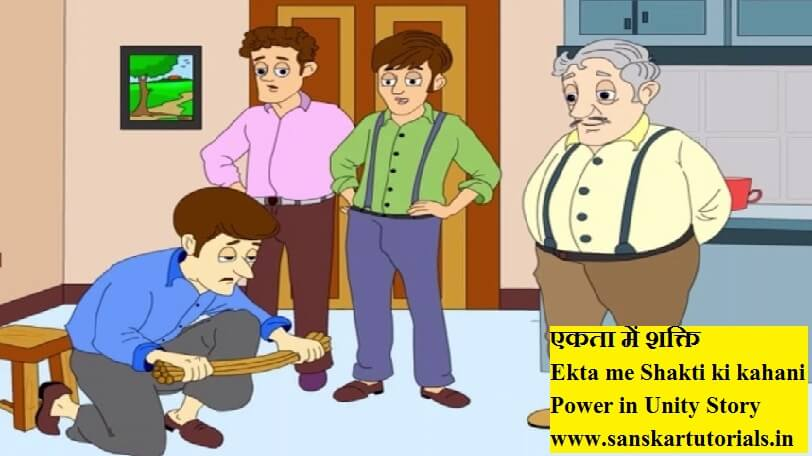 एकता में शक्ति
Ekta me Shakti ki kahani
Power in Unity Story
www.sanskartutorials.in